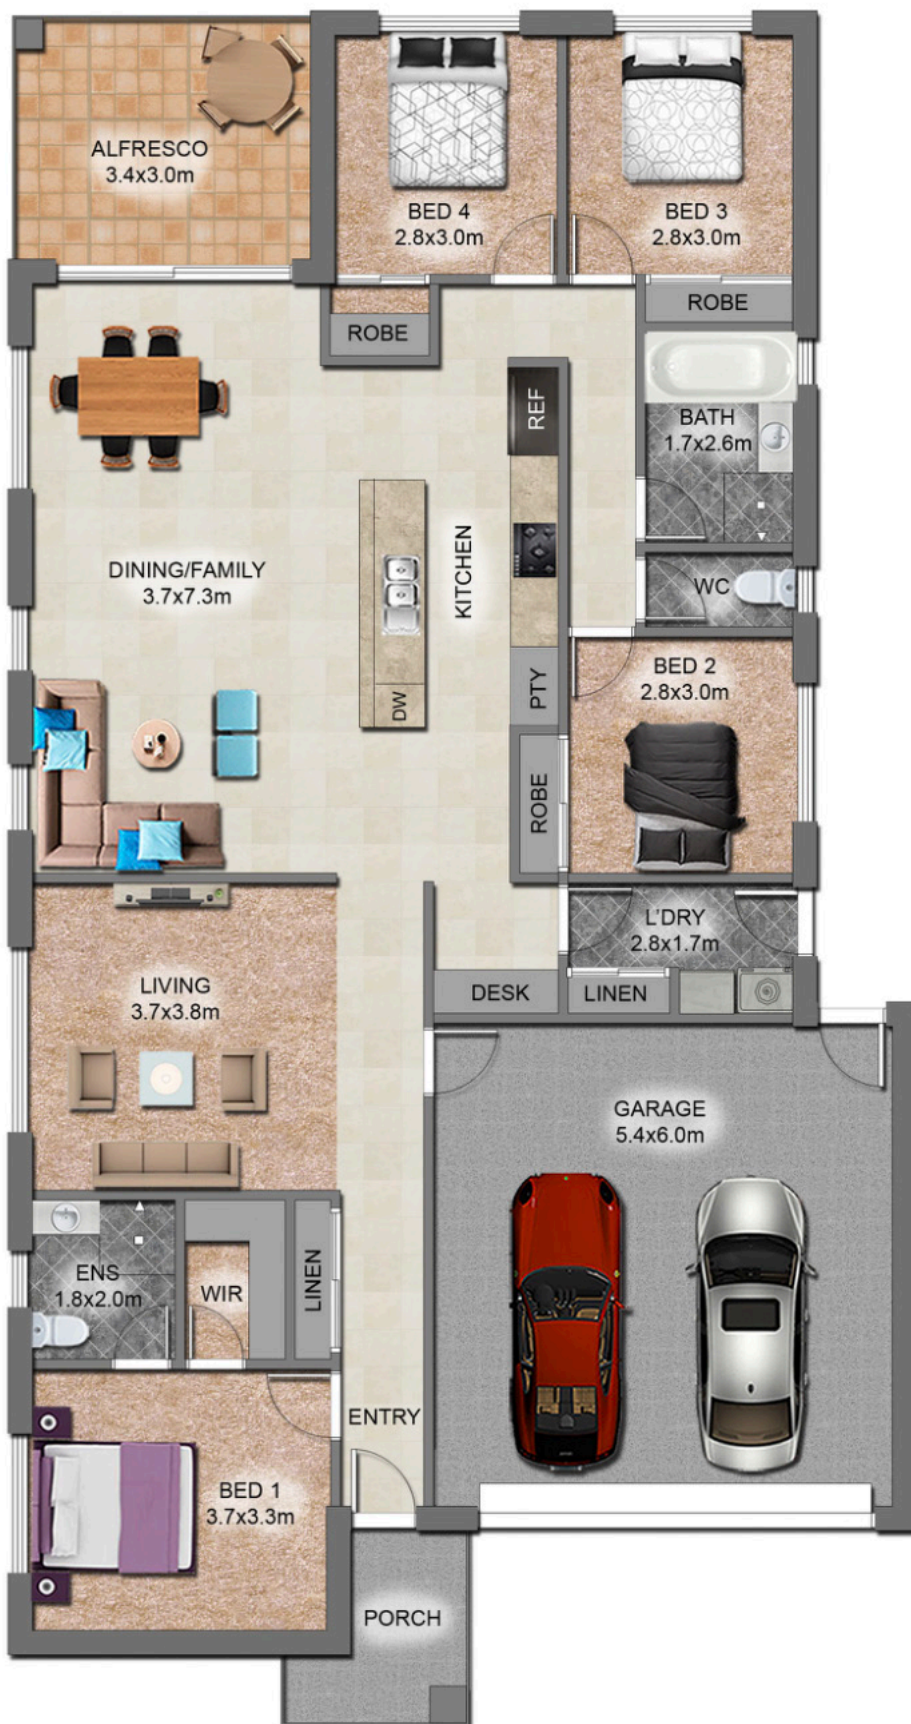 ALFRESCO
3.4x3.0m
BED 4
2.8x3.0m
BED 3
2.8x3.0m
ROBE
ROBE
REF
BATH
1.7x2.6m
DINING/FAMILY
3.7x7.3m
KITCHEN
WC
BED 2
2.8x3.0m
DW
PTY
ROBE
L'DRY
2.8x1.7m
LIVING
3.7x3.8m
DESK
LINEN
GARAGE
5.4x6.0m
ENS
1.8x2.0m
WIR
LINEN
ENTRY
BED 1
3.7x3.3m
PORCH